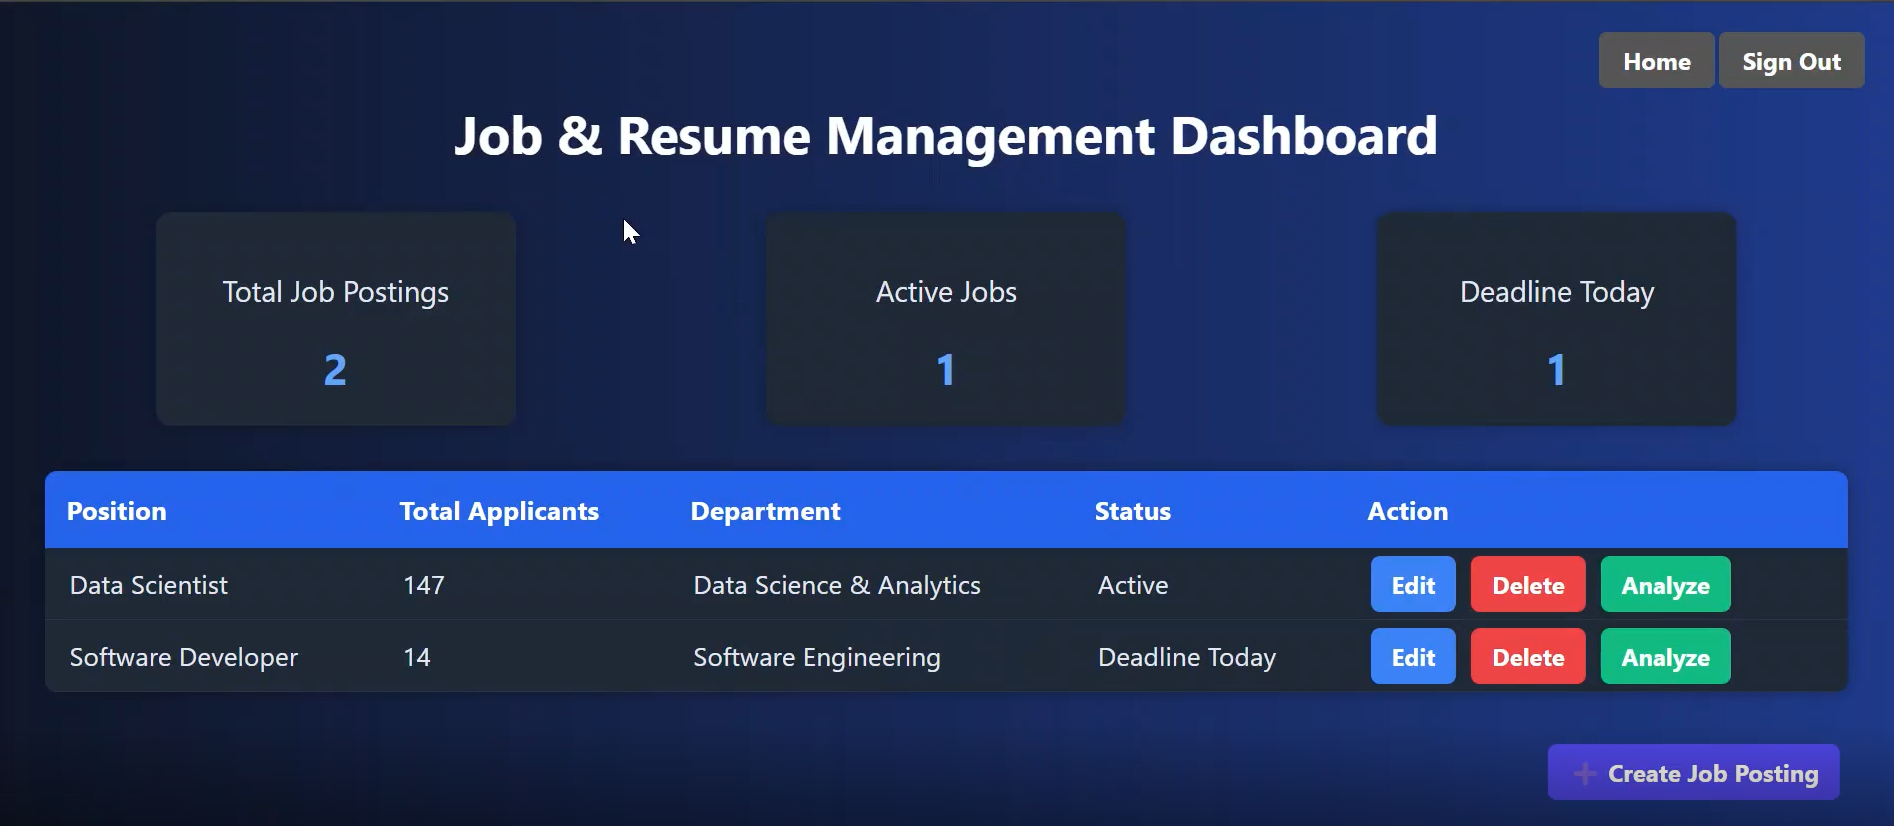 Home Sign Out
Job & Resume Management Dashboard
Total Job Postings
2
Active Jobs
1
Deadline Today
1
Position Total Applicants Department Status Action
Data Scientist 147 Data Science & Analytics Active Edit Delete Analyze
Software Developer 14 Software Engineering Deadline Today Edit Delete Analyze
➕ Create Job Posting